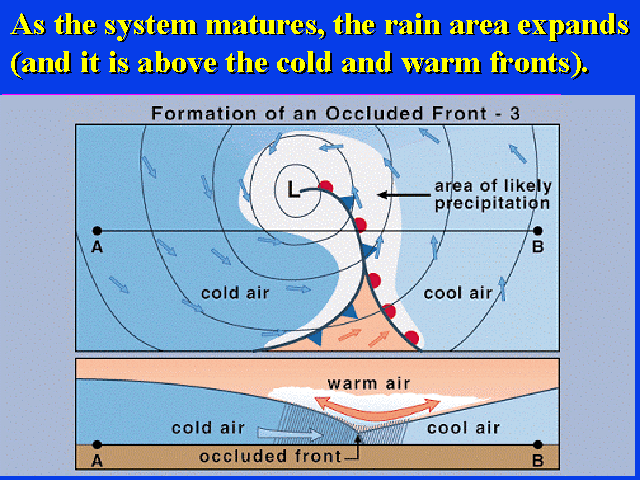 As the system matures, the rain area expands
(and it is above the cold and warm fronts).
Formation of an Occluded Front - 3
L
area of likely
precipitation
A
B
cold air
cool air
warm air
cold air
cool air
A
occluded front
B